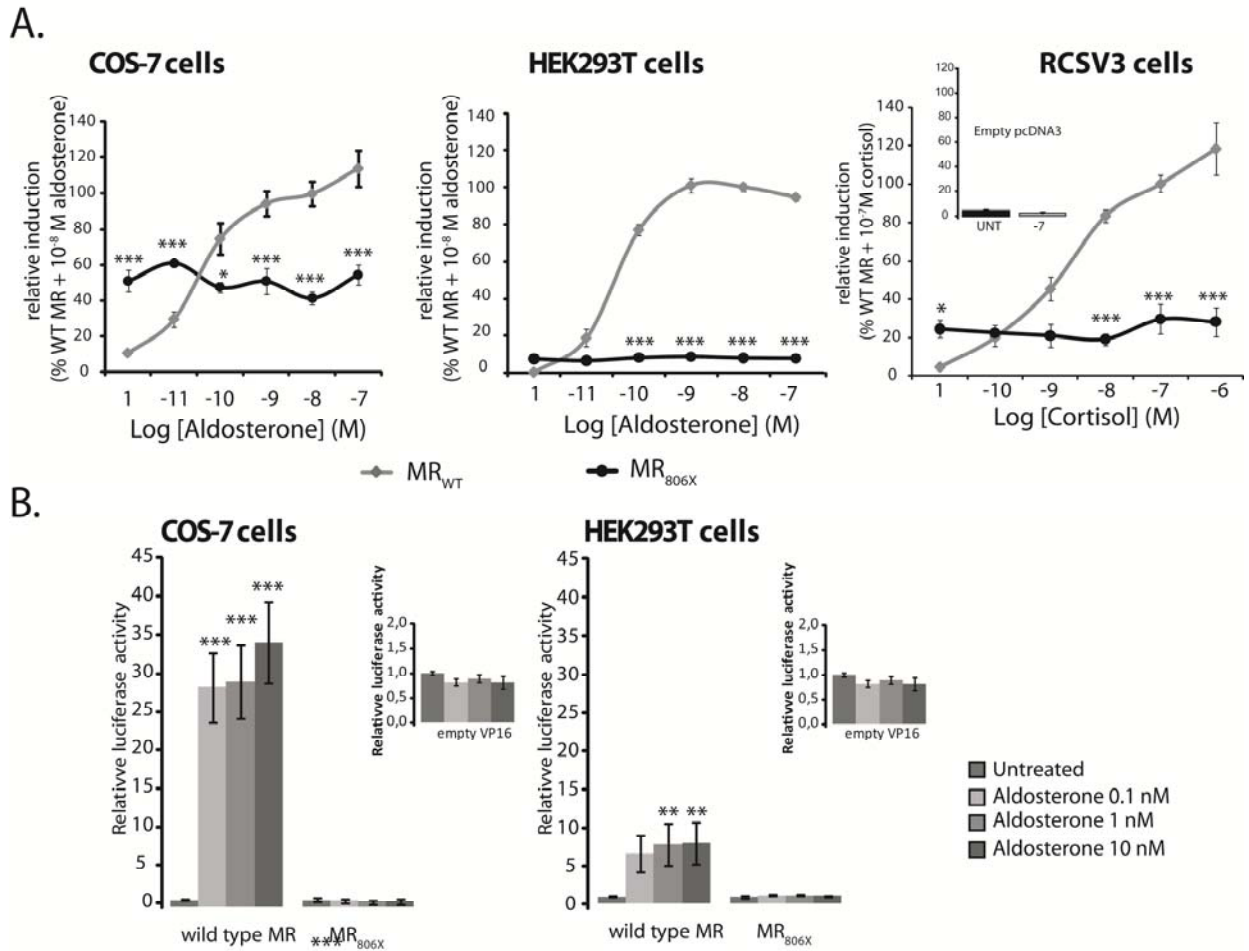 A.
COS-7 cells
HEK293T cells
RCSV3 cells
relative induction
(% WT MR + 10-8 M aldosterone)
140
120
100
80
60
40
20
0
*** *** * *** *** ***
1 -11 -10 -9 -8 -7
Log [Aldosterone] (M)
relative induction
(% WT MR + 10-8 M aldosterone)
140
120
100
80
60
40
20
0
*** *** *** ***
1 -11 -10 -9 -8 -7
Log [Aldosterone] (M)
relative induction
(% WT MR + 10-7M cortisol)
140
120
100
80
60
40
20
0
120
100
80
60
40
20
0
Empty pcDNA3
UNT -7
* *** *** ***
1 -10 -9 -8 -7 -6
Log [Cortisol] (M)
MRWT MR806X
B.
COS-7 cells
HEK293T cells
Relativve luciferase activity
45
40
35
30
25
20
15
10
5
0
*** *** ***
wild type MR MR806X
***
Relativve luciferase activity
2,0
1,5
1,0
0,5
0,0
empty VP16
Relativve luciferase activity
45
40
35
30
25
20
15
10
5
0
** **
wild type MR MR806X
Relativve luciferase activity
2,0
1,5
1,0
0,5
0,0
empty VP16
Untreated
Aldosterone 0.1 nM
Aldosterone 1 nM
Aldosterone 10 nM